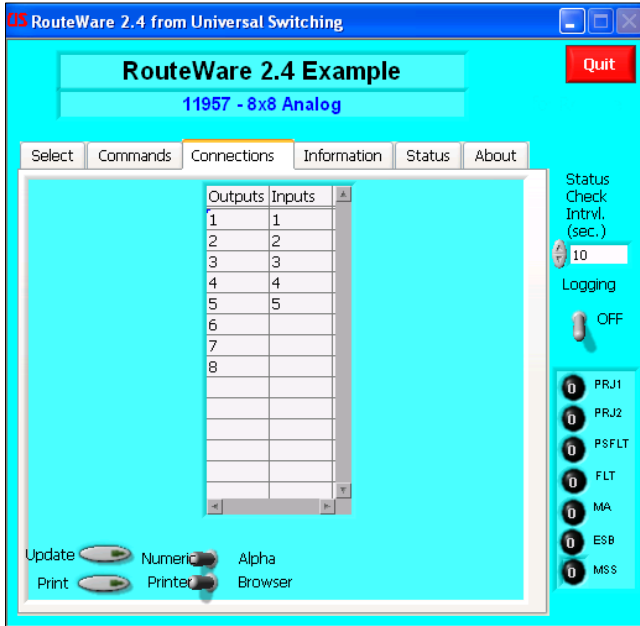 US RouteWare 2.4 from Universal Switching
RouteWare 2.4 Example
11957 - 8x8 Analog
Quit
Select Commands Connections Information Status About
Outputs Inputs
1 1
2 2
3 3
4 4
5 5
6
7
8
Update Numeric Alpha
Print Printer Browser
Status
Check
Intrvl.
(sec.)
10
Logging
OFF
0 PRJ1
0 PRJ2
0 PSFLT
0 FLT
0 MA
0 ESB
0 MSS